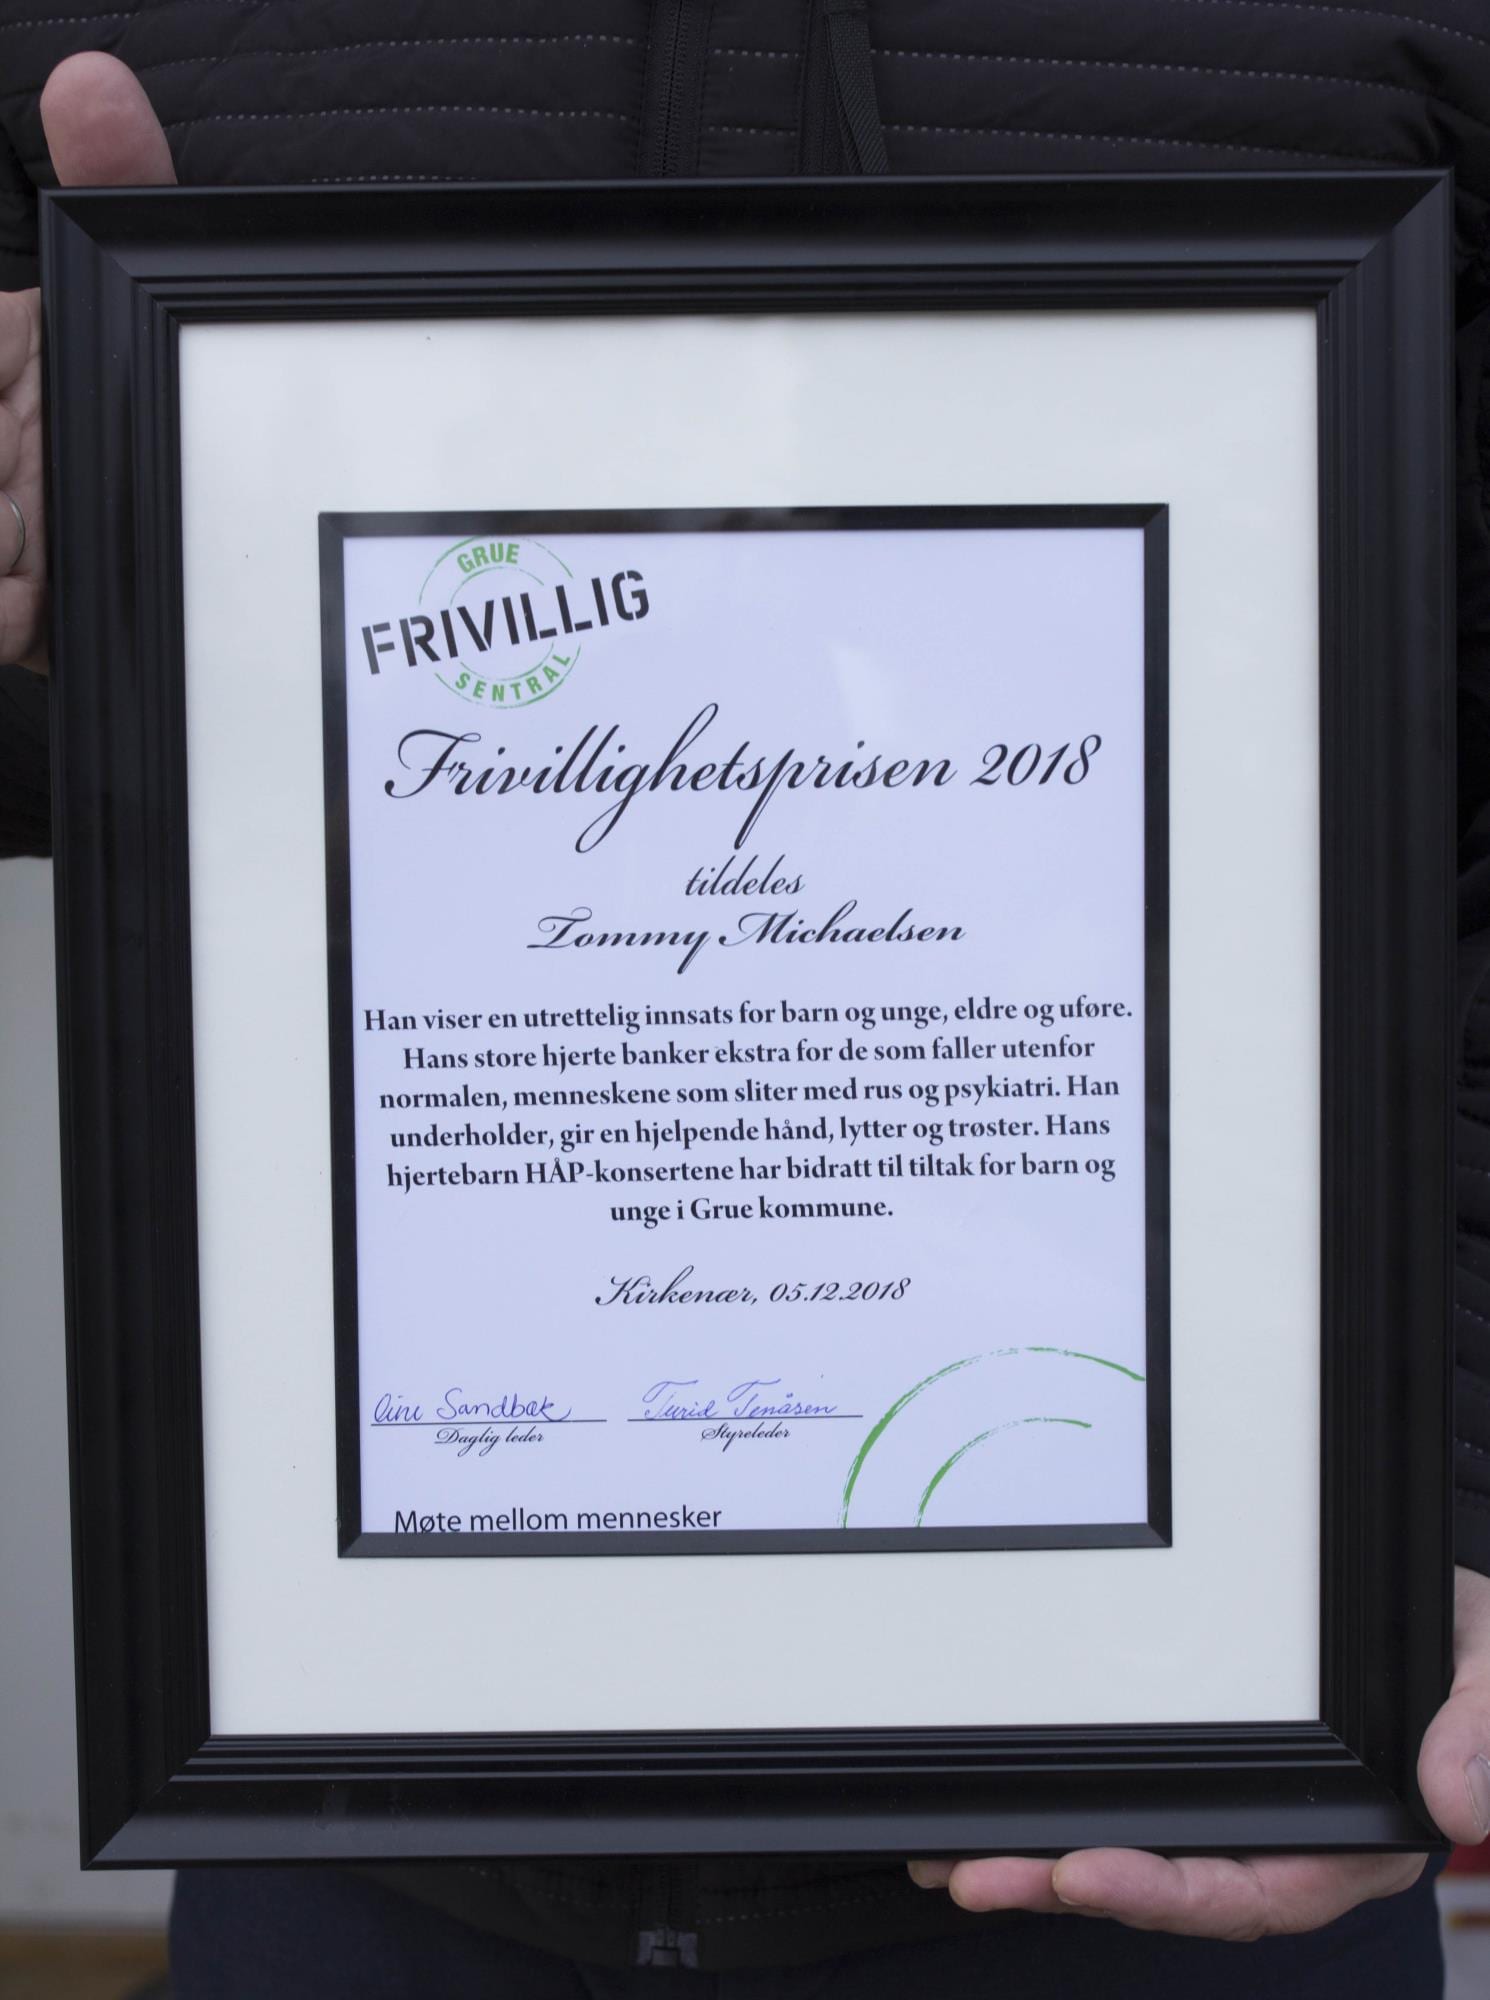 GRUE
FRIVILLIG
SENTRAL
Frivillighetsprisen 2018
tildeles
Tommy Michaelsen
Han viser en utrettelig innsats for barn og unge, eldre og uføre.
Hans store hjerte banker ekstra for de som faller utenfor
normalen, menneskene som sliter med rus og psykiatri. Han
underholder, gir en hjelpende hånd, lytter og trøster. Hans
hjertebarn HÅP-konsertene har bidratt til tiltak for barn og
unge i Grue kommune.
Kirkenær, 05.12.2018
Sandbæk Turid Tenåsen
Daglig leder Styreleder
Møte mellom mennesker